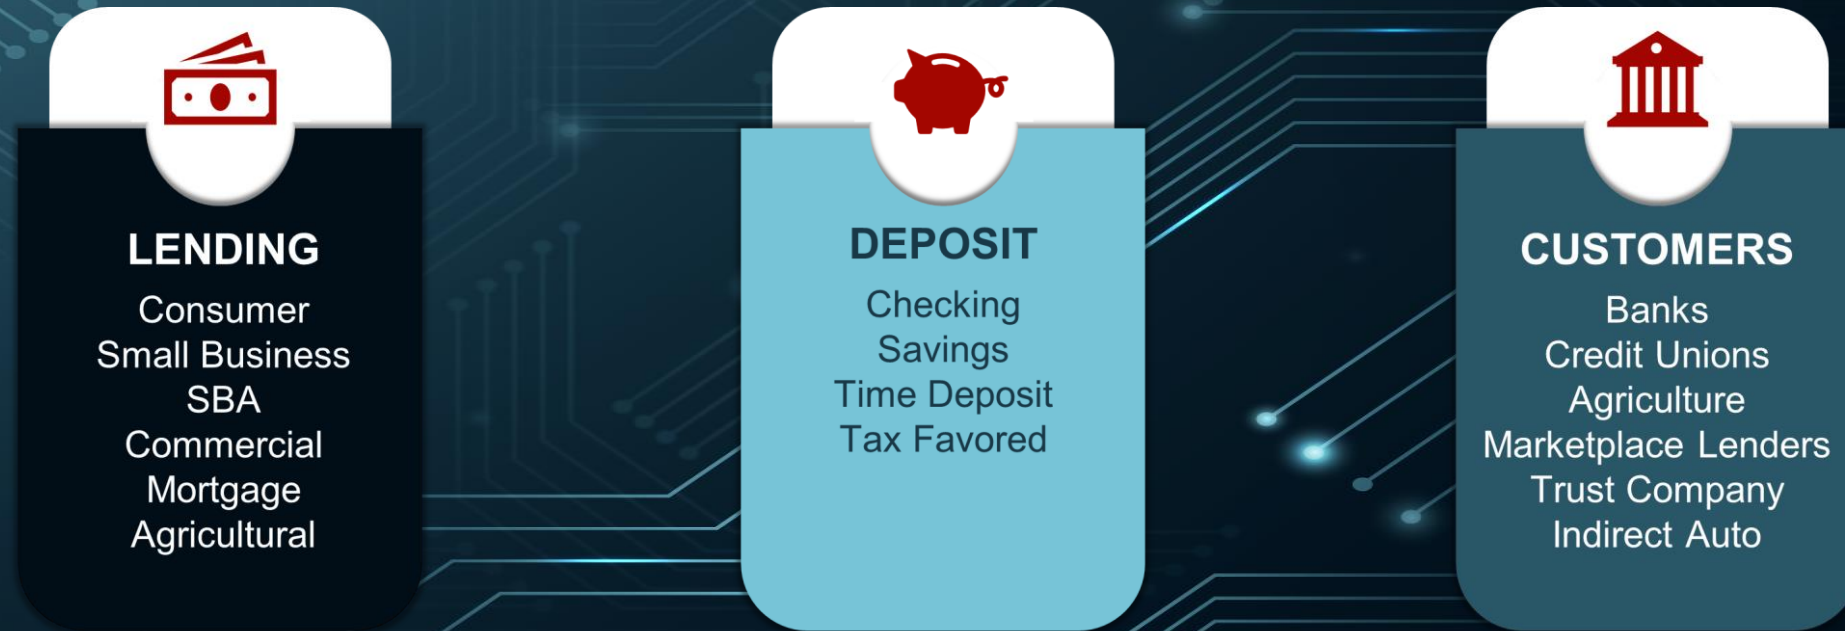 LENDING
Consumer
Small Business
SBA
Commercial
Mortgage
Agricultural
DEPOSIT
Checking
Savings
Time Deposit
Tax Favored
CUSTOMERS
Banks
Credit Unions
Agriculture
Marketplace Lenders
Trust Company
Indirect Auto